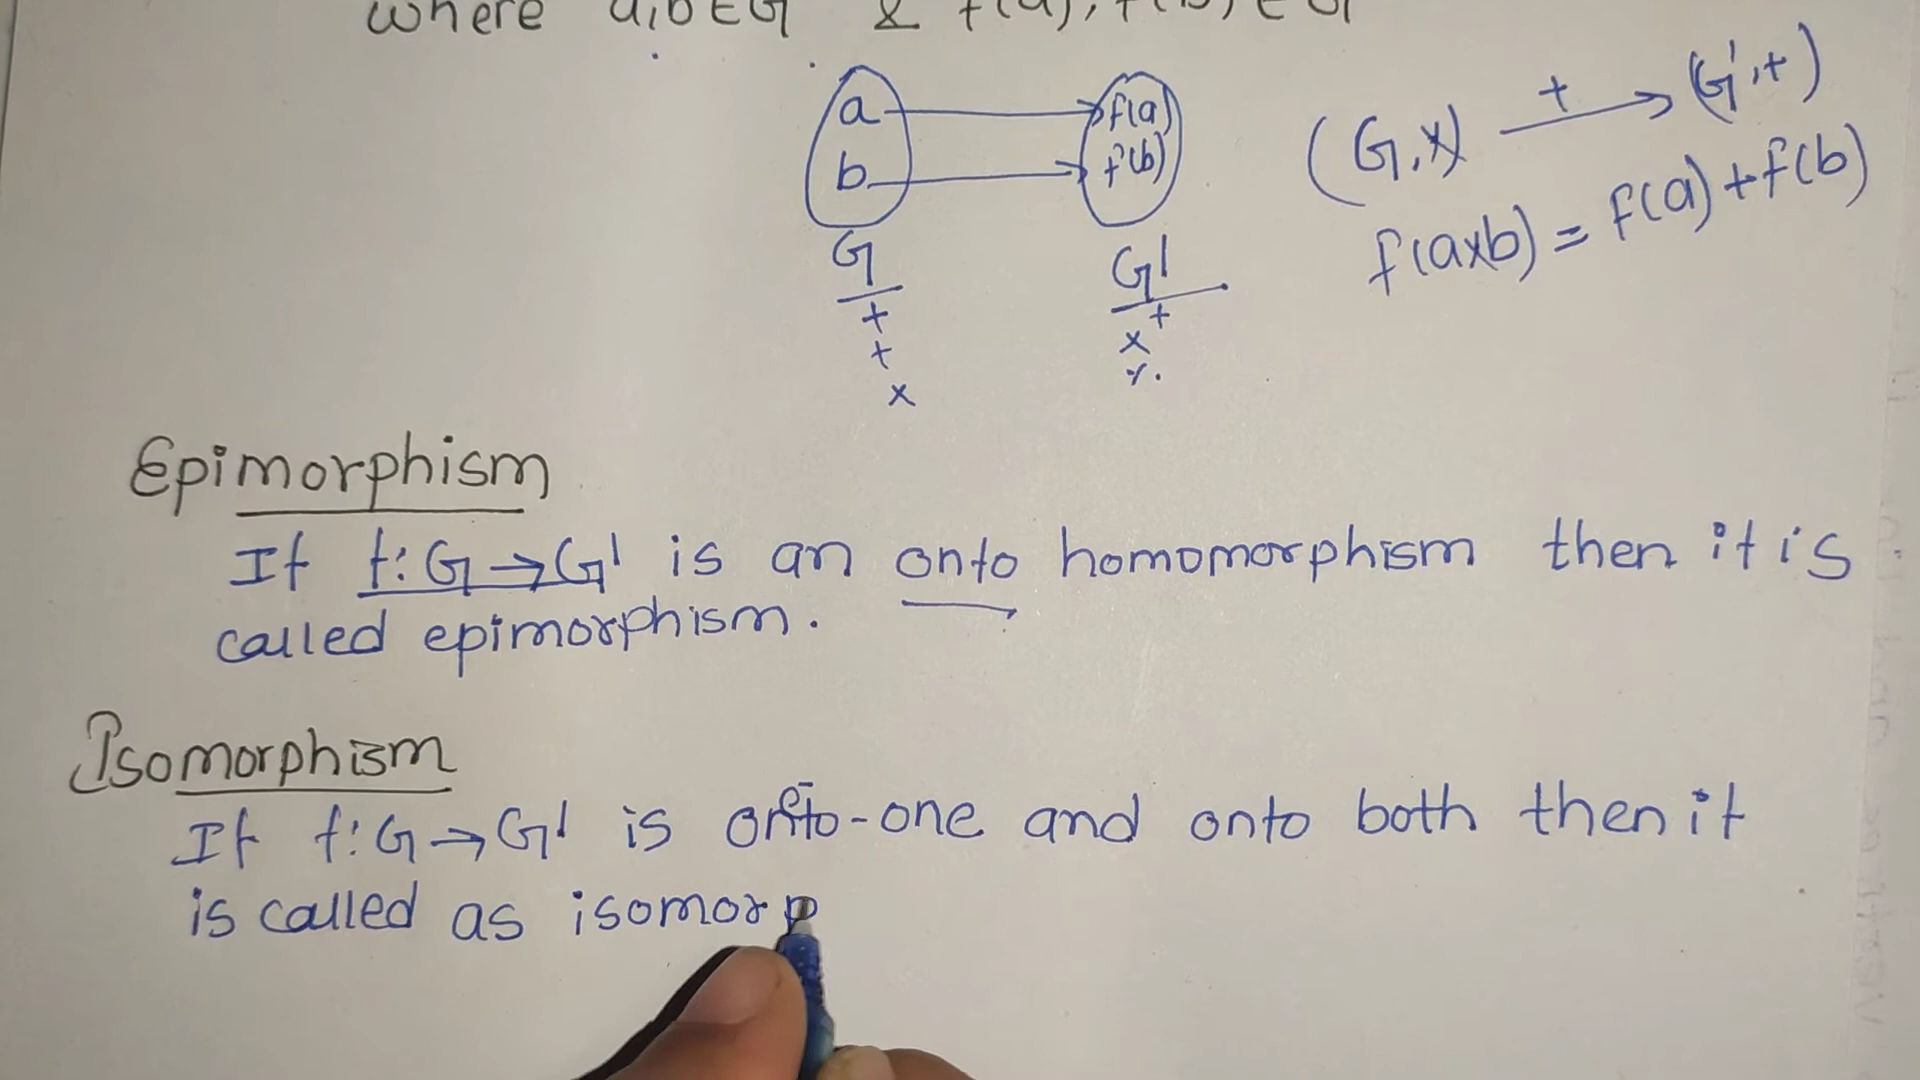 where a,b∈G & f(a), f(b) ∈ G'
a f(a)
b f(b)
G G'
+ +
+ x
x
(G,x) + → (G',+)
f(axb) = f(a)+f(b)
Epimorphism
If f:G→G' is an onto homomorphism then it is
called epimorphism.
Isomorphism
If f:G→G' is -one and onto both then it
is called as isomorp